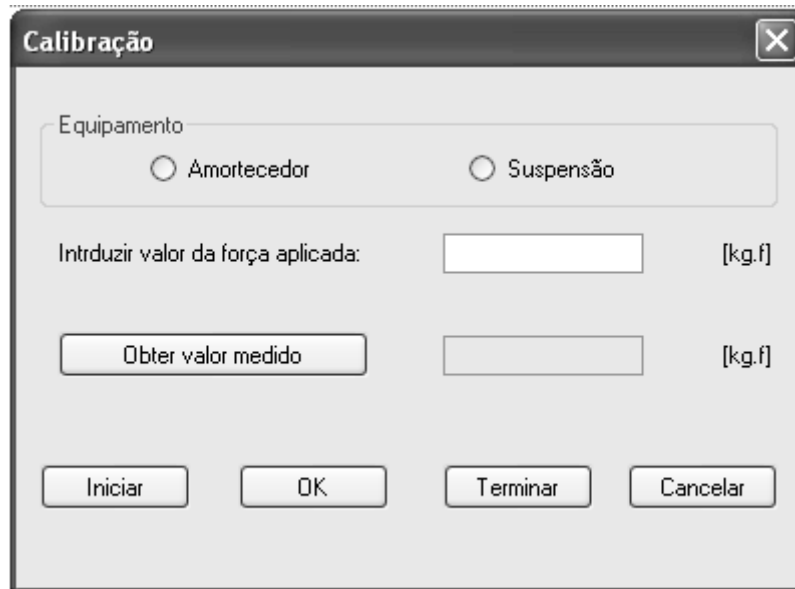 Calibração
Equipamento
Amortecedor Suspensão
Intrduzir valor da força aplicada: [kg.f]
Obter valor medido [kg.f]
Iniciar OK Terminar Cancelar